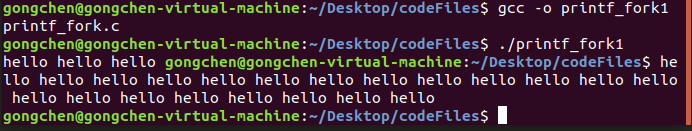 gongchen@gongchen-virtual-machine:~/Desktop/codeFiles$ gcc -o printf_fork1
printf_fork.c
gongchen@gongchen-virtual-machine:~/Desktop/codeFiles$ ./printf_fork1
hello hello hello gongchen@gongchen-virtual-machine:~/Desktop/codeFiles$ he
llo hello hello hello hello hello hello hello hello hello hello hello hello
 hello hello hello hello hello hello hello hello
gongchen@gongchen-virtual-machine:~/Desktop/codeFiles$